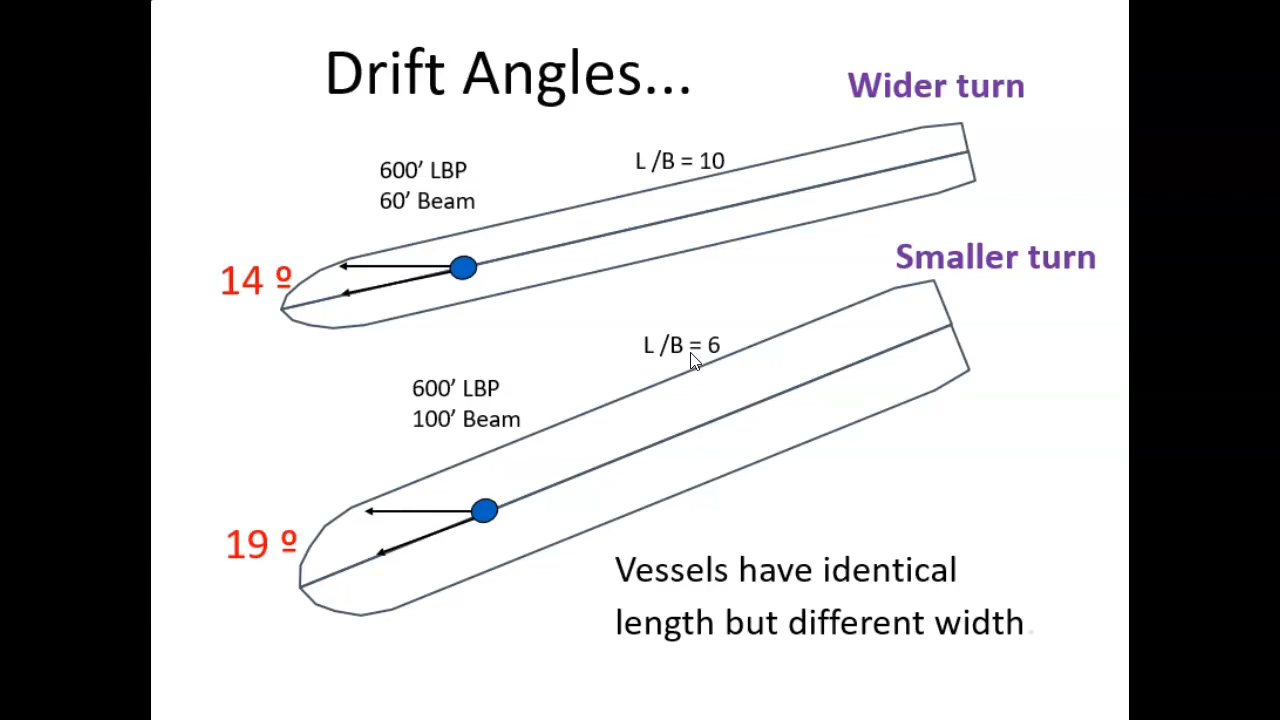 Drift Angles...
Wider turn
600’ LBP
60’ Beam
L /B = 10
14 º
Smaller turn
L /B = 6
600’ LBP
100’ Beam
19 º
Vessels have identical
length but different width.